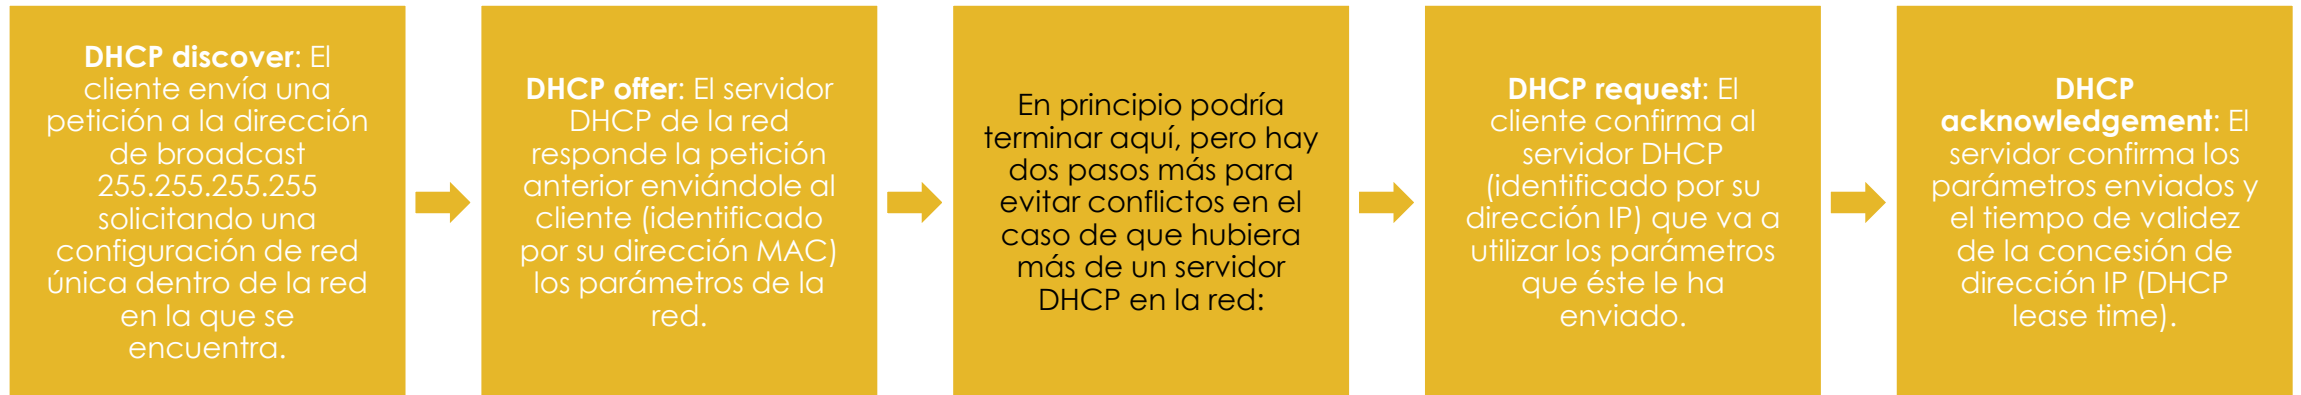 DHCP discover: El
cliente envía una
petición a la dirección
de broadcast
255.255.255.255
solicitando una
configuración de red
única dentro de la red
en la que se
encuentra.
DHCP offer: El servidor
DHCP de la red
responde la petición
anterior enviándole al
cliente (identificado
por su dirección MAC)
los parámetros de la
red.
En principio podría
terminar aquí, pero hay
dos pasos más para
evitar conflictos en el
caso de que hubiera
más de un servidor
DHCP en la red:
DHCP request: El
cliente confirma al
servidor DHCP
(identificado por su
dirección IP) que va a
utilizar los parámetros
que éste le ha
enviado.
DHCP
acknowledgement: El
servidor confirma los
parámetros enviados y
el tiempo de validez
de la concesión de
dirección IP (DHCP
lease time).